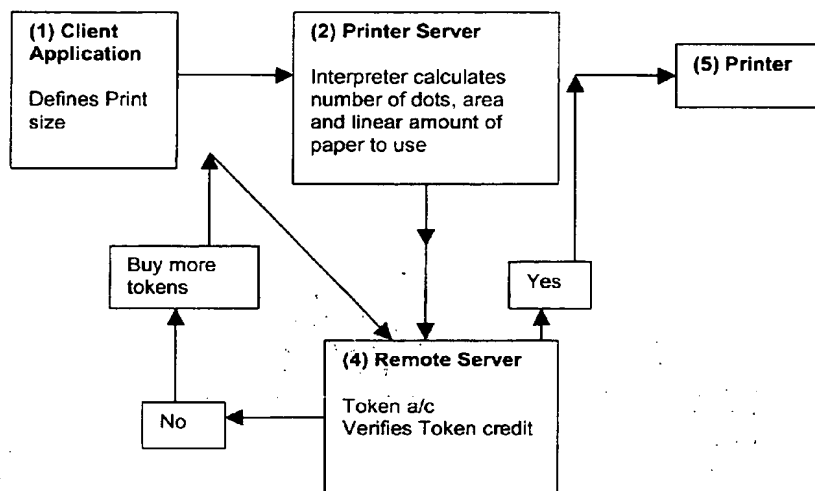 (1) Client
Application
Defines Print
size
(2) Printer Server
Interpreter calculates
number of dots, area
and linear amount of
paper to use
(5) Printer
Buy more
tokens
Yes
(4) Remote Server
Token a/c
Verifies Token credit
No